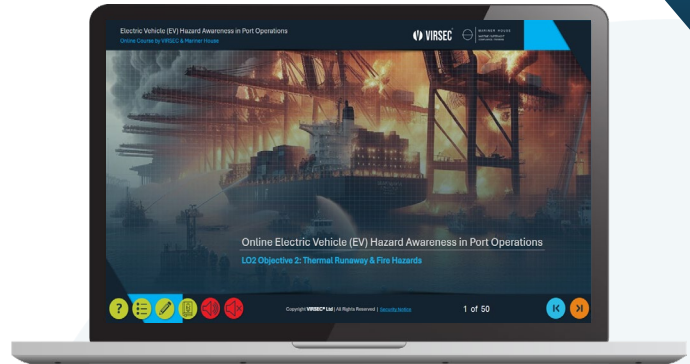 Electric Vehicle (EV) Hazard Awareness in Port Operations
Online Course by VIRSEC & Mariner House
VIRSEC
MARINER HOUSE
Online Electric Vehicle (EV) Hazard Awareness in Port Operations
LO2 Objective 2: Thermal Runaway & Fire Hazards
?
Copyright VIRSEC® Ltd | All Rights Reserved | Security Notice
1 of 50